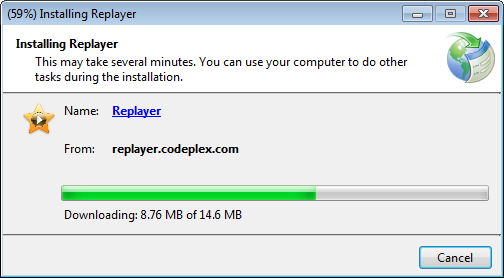 (59%) Installing Replayer
Installing Replayer
This may take several minutes. You can use your computer to do other
tasks during the installation.
Name: Replayer
From: replayer.codeplex.com
Downloading: 8.76 MB of 14.6 MB
Cancel